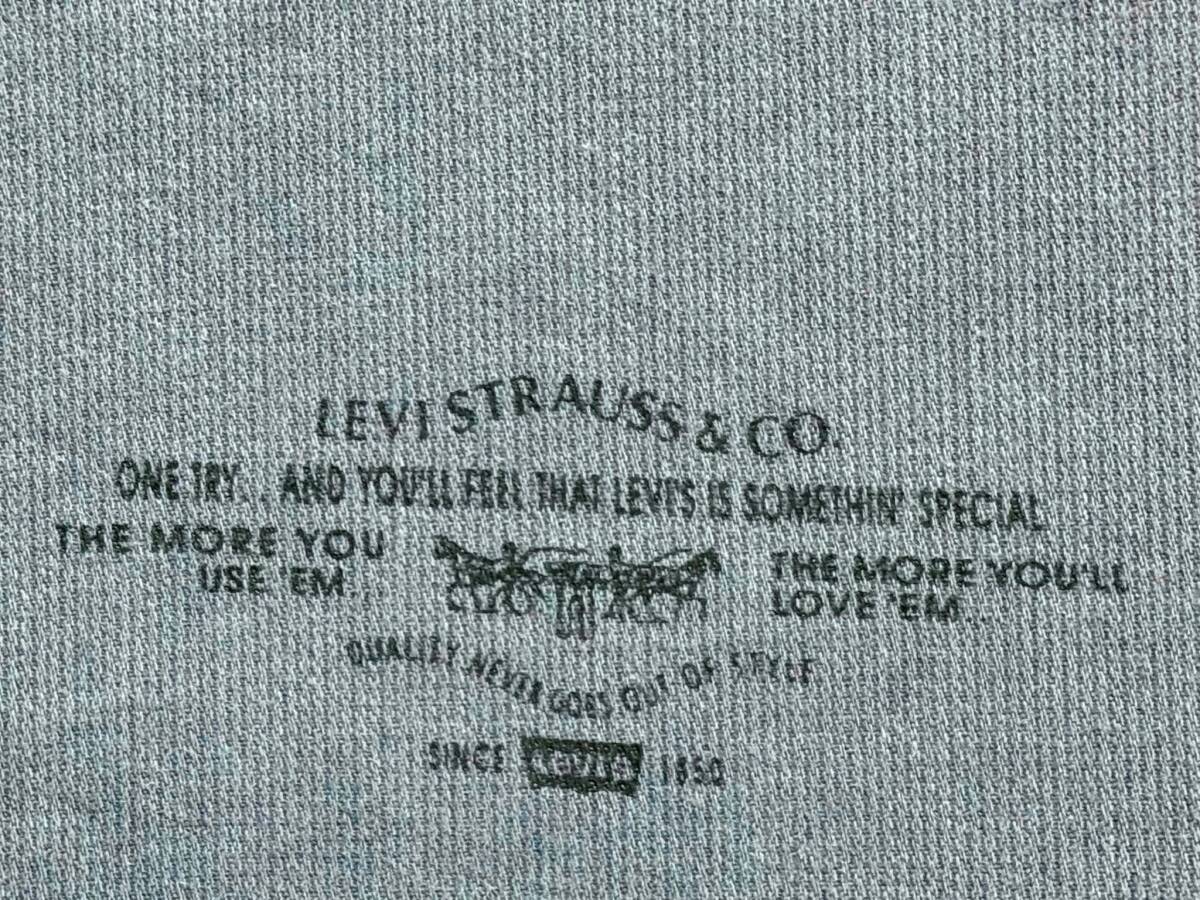 LEVI STRAUSS & CO.
ONE TRY... AND YOU'LL FEEL THAT LEVI'S IS SOMETHIN' SPECIAL
THE MORE YOU
USE 'EM...
THE MORE YOU'LL
LOVE 'EM...
QUALITY NEVER GOES OUT OF STYLE
SINCE Levi's 1850